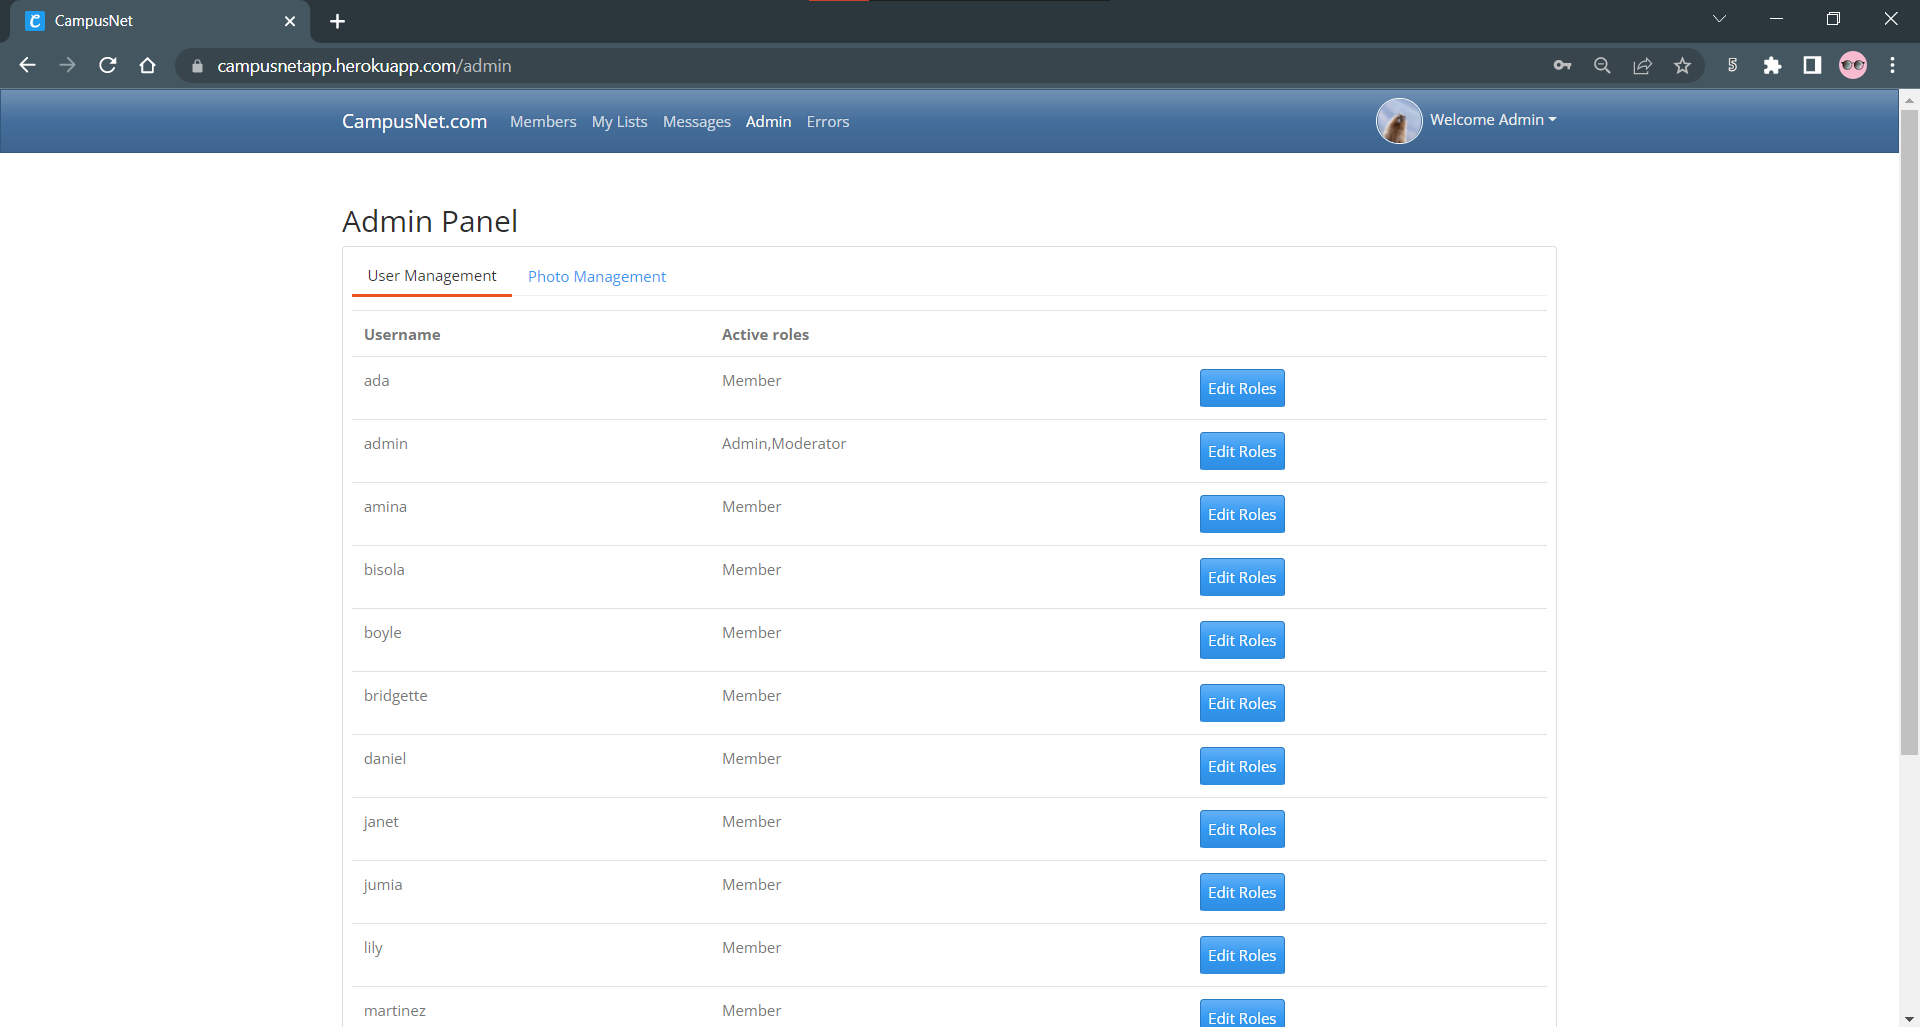 CampusNet
campusnetapp.herokuapp.com/admin
CampusNet.com Members My Lists Messages Admin Errors Welcome Admin
Admin Panel
User Management Photo Management
Username Active roles
ada Member Edit Roles
admin Admin,Moderator Edit Roles
amina Member Edit Roles
bisola Member Edit Roles
boyle Member Edit Roles
bridgette Member Edit Roles
daniel Member Edit Roles
janet Member Edit Roles
jumia Member Edit Roles
lily Member Edit Roles
martinez Member Edit Roles